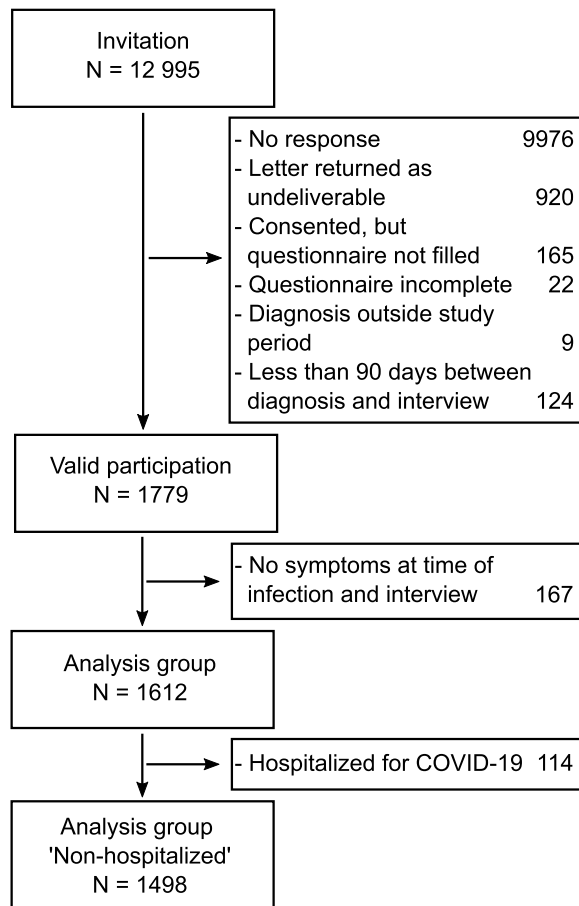 Invitation
N = 12 995
- No response 9976
- Letter returned as
undeliverable 920
- Consented, but
questionnaire not filled 165
- Questionnaire incomplete 22
- Diagnosis outside study
period 9
- Less than 90 days between
diagnosis and interview 124
Valid participation
N = 1779
- No symptoms at time of
infection and interview 167
Analysis group
N = 1612
- Hospitalized for COVID-19 114
Analysis group
'Non-hospitalized'
N = 1498